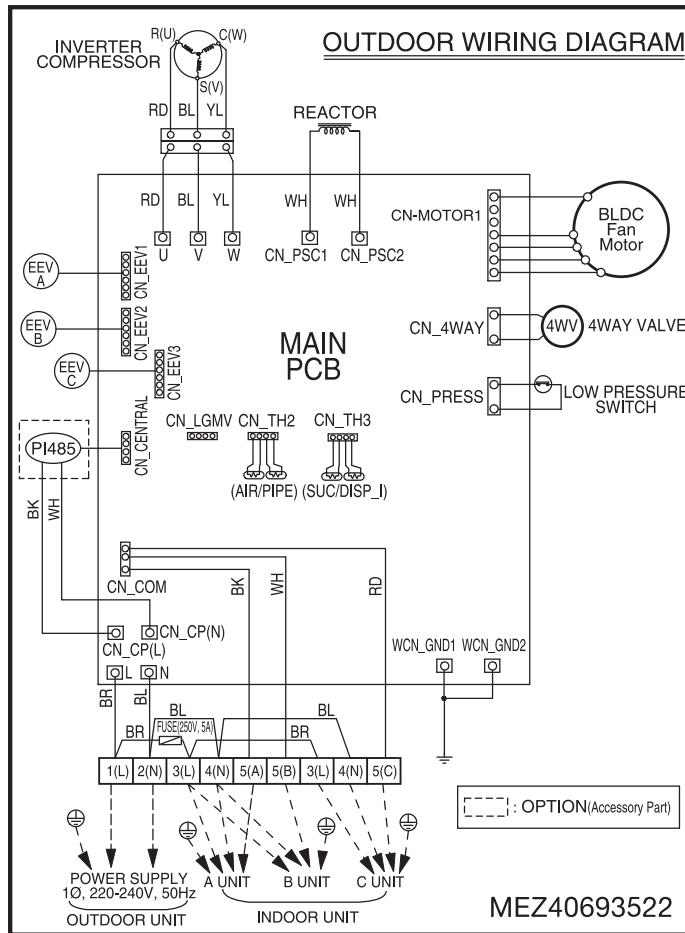 OUTDOOR WIRING DIAGRAM
R(U)
C(W)
INVERTER
COMPRESSOR
S(V)
RD
BL
YL
REACTOR
RD
BL
YL
WH
WH
CN-MOTOR1
BLDC
Fan
Motor
U
V
W
CN_PSC1
CN_PSC2
EEV
A
CN_EEV1
EEV
B
CN_EEV2
EEV
C
CN_EEV3
MAIN
PCB
CN_4WAY
4WV
4WAY VALVE
CN_PRESS
LOW PRESSURE
SWITCH
PI485
CN_CENTRAL
CN_LGMV
CN_TH2
CN_TH3
(AIR/PIPE)
(SUC/DISP_I)
BK
WH
CN_COM
BK
WH
RD
CN_CP(N)
CN_CP(L)
L
N
WCN_GND1
WCN_GND2
BR
BL
BL
FUSE(250V, 5A)
BR
BR
BL
1(L)
2(N)
3(L)
4(N)
5(A)
5(B)
3(L)
4(N)
5(C)
: OPTION(Accessory Part)
POWER SUPPLY
1Ø, 220-240V, 50Hz
OUTDOOR UNIT
A UNIT
B UNIT
C UNIT
INDOOR UNIT
MEZ40693522